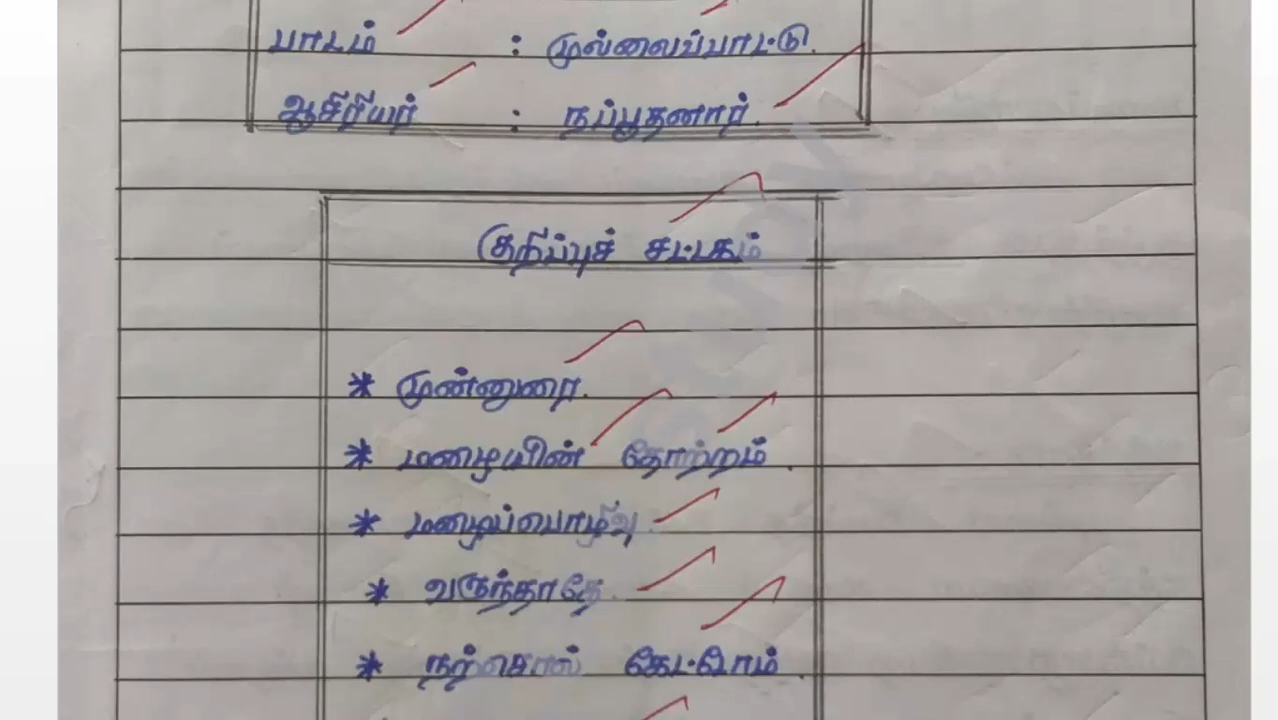 பாடம் : முல்லைப்பாட்டு.
ஆசிரியர் : நப்பூதனார்.
குறிப்புச் சட்டகம்
* முன்னுரை.
* மழையின் தோற்றம்.
* மழைப்பொழிவு.
* வருந்தாதே.
* நற்சொல் கேட்போம்.